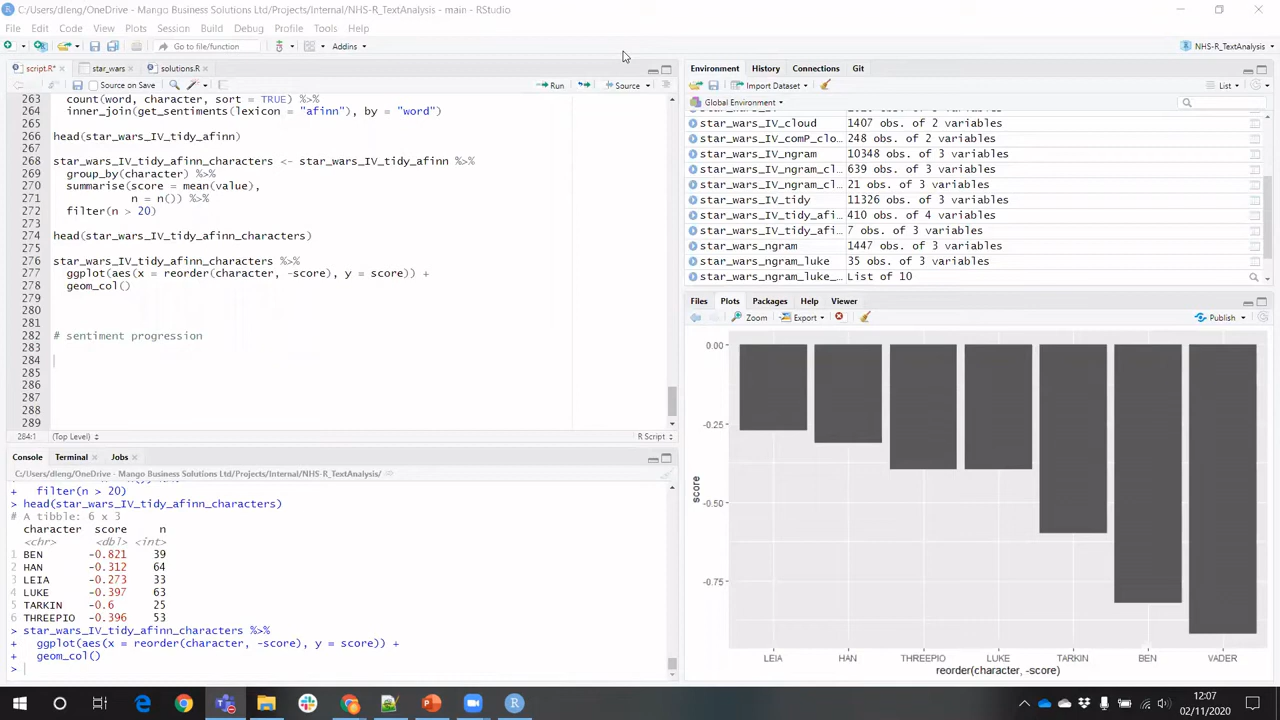 C:/Users/dleng/OneDrive - Mango Business Solutions Ltd/Projects/Internal/NHS-R_TextAnalysis - main - RStudio
File Edit Code View Plots Session Build Debug Profile Tools Help
Go to file/function Addins NHS-R_TextAnalysis
script.R* star_wars solutions.R
Source on Save Run Source
263 count(word, character, sort = TRUE) %>%
264 inner_join(get_sentiments(lexicon = "afinn"), by = "word")
265
266 head(star_wars_IV_tidy_afinn)
267
268 star_wars_IV_tidy_afinn_characters <- star_wars_IV_tidy_afinn %>%
269 group_by(character) %>%
270 summarise(score = mean(value),
271 n = n()) %>%
272 filter(n > 20)
273
274 head(star_wars_IV_tidy_afinn_characters)
275
276 star_wars_IV_tidy_afinn_characters %>%
277 ggplot(aes(x = reorder(character, -score), y = score)) +
278 geom_col()
279
280
281
282 # sentiment progression
283
284
285
286
287
288
289
284:1 (Top Level) R Script
Console Terminal Jobs
C:/Users/dleng/OneDrive - Mango Business Solutions Ltd/Projects/Internal/NHS-R_TextAnalysis/
+ filter(n > 20)
> head(star_wars_IV_tidy_afinn_characters)
# A tibble: 6 x 3
character score n
<chr> <dbl> <int>
1 BEN -0.821 39
2 HAN -0.312 64
3 LEIA -0.273 33
4 LUKE -0.397 63
5 TARKIN -0.6 25
6 THREEPIO -0.396 53
> star_wars_IV_tidy_afinn_characters %>%
+ ggplot(aes(x = reorder(character, -score), y = score)) +
+ geom_col()
>
Environment History Connections Git
Import Dataset List
Global Environment
star_wars_IV_cloud 1407 obs. of 2 variables
star_wars_IV_comP_clo... 248 obs. of 2 variables
star_wars_IV_ngram 10348 obs. of 3 variables
star_wars_IV_ngram_cl... 639 obs. of 3 variables
star_wars_IV_ngram_cl... 21 obs. of 3 variables
star_wars_IV_tidy 11326 obs. of 3 variables
star_wars_IV_tidy_afi... 410 obs. of 4 variables
star_wars_IV_tidy_afi... 7 obs. of 3 variables
star_wars_ngram 1447 obs. of 3 variables
star_wars_ngram_luke 35 obs. of 3 variables
star_wars_ngram_luke_... List of 10
Files Plots Packages Help Viewer
Zoom Export Publish
0.00
-0.25
-0.50
-0.75
score
LEIA HAN THREEPIO LUKE TARKIN BEN VADER
reorder(character, -score)
12:07
02/11/2020